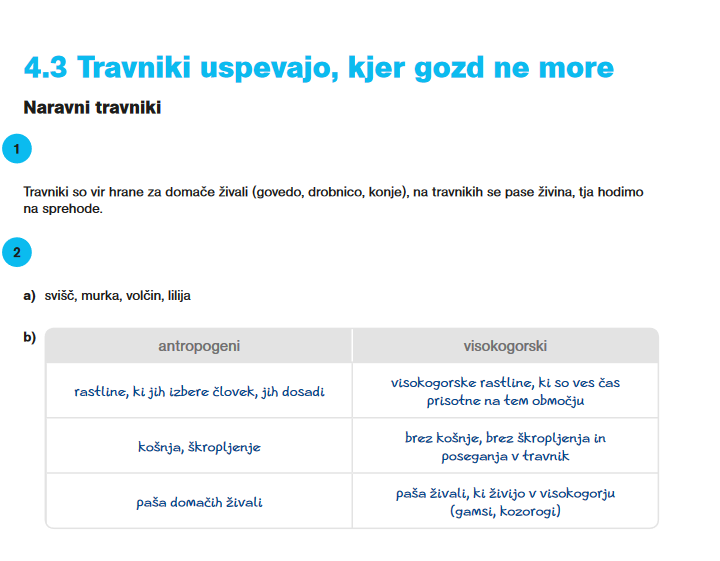 4.3 Travniki uspevajo, kjer gozd ne more
Naravni travniki
1
Travniki so vir hrane za domače živali (govedo, drobnico, konje), na travnikih se pase živina, tja hodimo
na sprehode.
2
a) svišč, murka, volčin, lilija
b)
antropogeni visokogorski
rastline, ki jih izbere človek, jih dosadi
visokogorske rastline, ki so ves čas
prisotne na tem območju
košnja, škropljenje
brez košnje, brez škropljenja in
poseganja v travnik
paša domačih živali
paša živali, ki živijo v visokogorju
(gamsi, kozorogi)